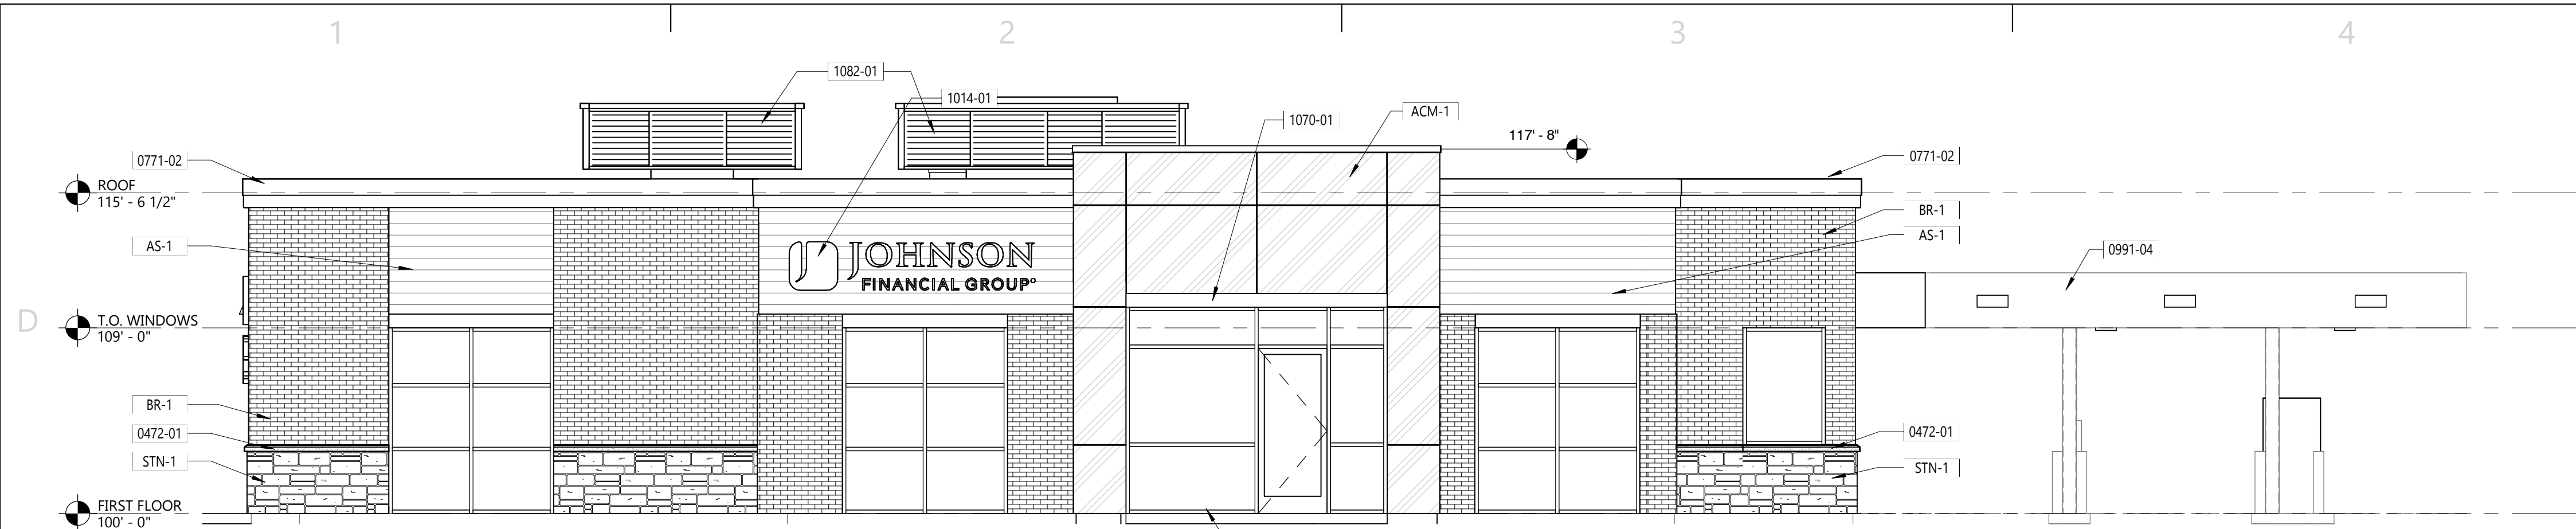 1
2
3
4
1082-01
1014-01
1070-01
ACM-1
117' - 8"
0771-02
0771-02
ROOF
115' - 6 1/2"
BR-1
AS-1
AS-1
0991-04
JOHNSON
FINANCIAL GROUP®
D
T.O. WINDOWS
109' - 0"
BR-1
0472-01
0472-01
STN-1
STN-1
FIRST FLOOR
100' - 0"